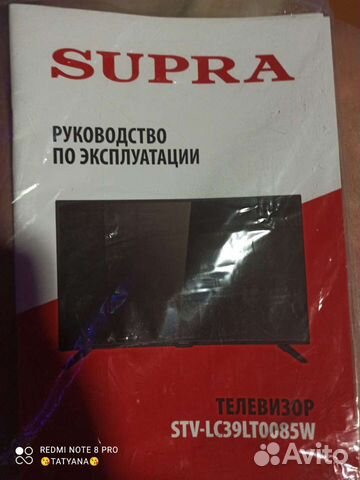 SUPRA
РУКОВОДСТВО
ПО ЭКСПЛУАТАЦИИ
ТЕЛЕВИЗОР
STV-LC39LT0085W
REDMI NOTE 8 PRO
😘TATYANA😘
Avito